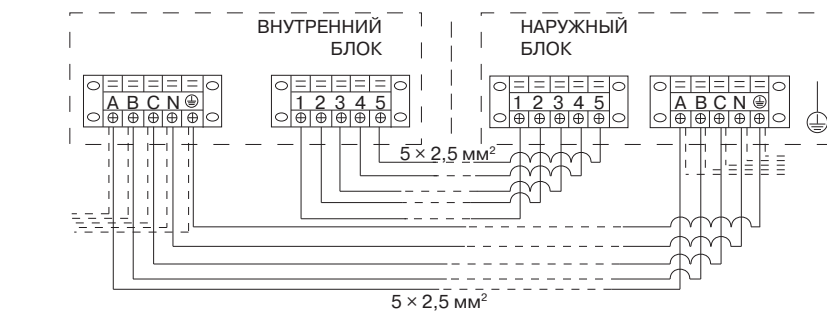 ВНУТРЕННИЙ
БЛОК
НАРУЖНЫЙ
БЛОК
A B C N
1 2 3 4 5
1 2 3 4 5
A B C N
5 × 2,5 мм²
5 × 2,5 мм²